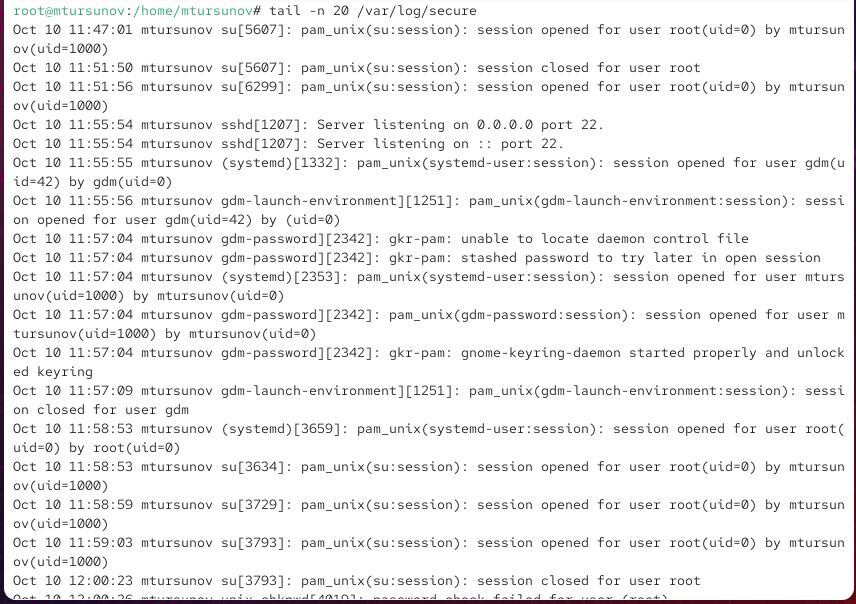 root@mtursunov:/home/mtursunov# tail -n 20 /var/log/secure
Oct 10 11:47:01 mtursunov su[5607]: pam_unix(su:session): session opened for user root(uid=0) by mtursun
ov(uid=1000)
Oct 10 11:51:50 mtursunov su[5607]: pam_unix(su:session): session closed for user root
Oct 10 11:51:56 mtursunov su[6299]: pam_unix(su:session): session opened for user root(uid=0) by mtursun
ov(uid=1000)
Oct 10 11:55:54 mtursunov sshd[1207]: Server listening on 0.0.0.0 port 22.
Oct 10 11:55:54 mtursunov sshd[1207]: Server listening on :: port 22.
Oct 10 11:55:55 mtursunov (systemd)[1332]: pam_unix(systemd-user:session): session opened for user gdm(u
id=42) by gdm(uid=0)
Oct 10 11:55:56 mtursunov gdm-launch-environment][1251]: pam_unix(gdm-launch-environment:session): sessi
on opened for user gdm(uid=42) by (uid=0)
Oct 10 11:57:04 mtursunov gdm-password][2342]: gkr-pam: unable to locate daemon control file
Oct 10 11:57:04 mtursunov gdm-password][2342]: gkr-pam: stashed password to try later in open session
Oct 10 11:57:04 mtursunov (systemd)[2353]: pam_unix(systemd-user:session): session opened for user mturs
unov(uid=1000) by mtursunov(uid=0)
Oct 10 11:57:04 mtursunov gdm-password][2342]: pam_unix(gdm-password:session): session opened for user m
tursunov(uid=1000) by mtursunov(uid=0)
Oct 10 11:57:04 mtursunov gdm-password][2342]: gkr-pam: gnome-keyring-daemon started properly and unlock
ed keyring
Oct 10 11:57:09 mtursunov gdm-launch-environment][1251]: pam_unix(gdm-launch-environment:session): sessi
on closed for user gdm
Oct 10 11:58:53 mtursunov (systemd)[3659]: pam_unix(systemd-user:session): session opened for user root(
uid=0) by root(uid=0)
Oct 10 11:58:53 mtursunov su[3634]: pam_unix(su:session): session opened for user root(uid=0) by mtursun
ov(uid=1000)
Oct 10 11:58:59 mtursunov su[3729]: pam_unix(su:session): session opened for user root(uid=0) by mtursun
ov(uid=1000)
Oct 10 11:59:03 mtursunov su[3793]: pam_unix(su:session): session opened for user root(uid=0) by mtursun
ov(uid=1000)
Oct 10 12:00:23 mtursunov su[3793]: pam_unix(su:session): session closed for user root
Oct 10 12:00:26 mtursunov unix_chkpwd[4019]: password check failed for user (root)